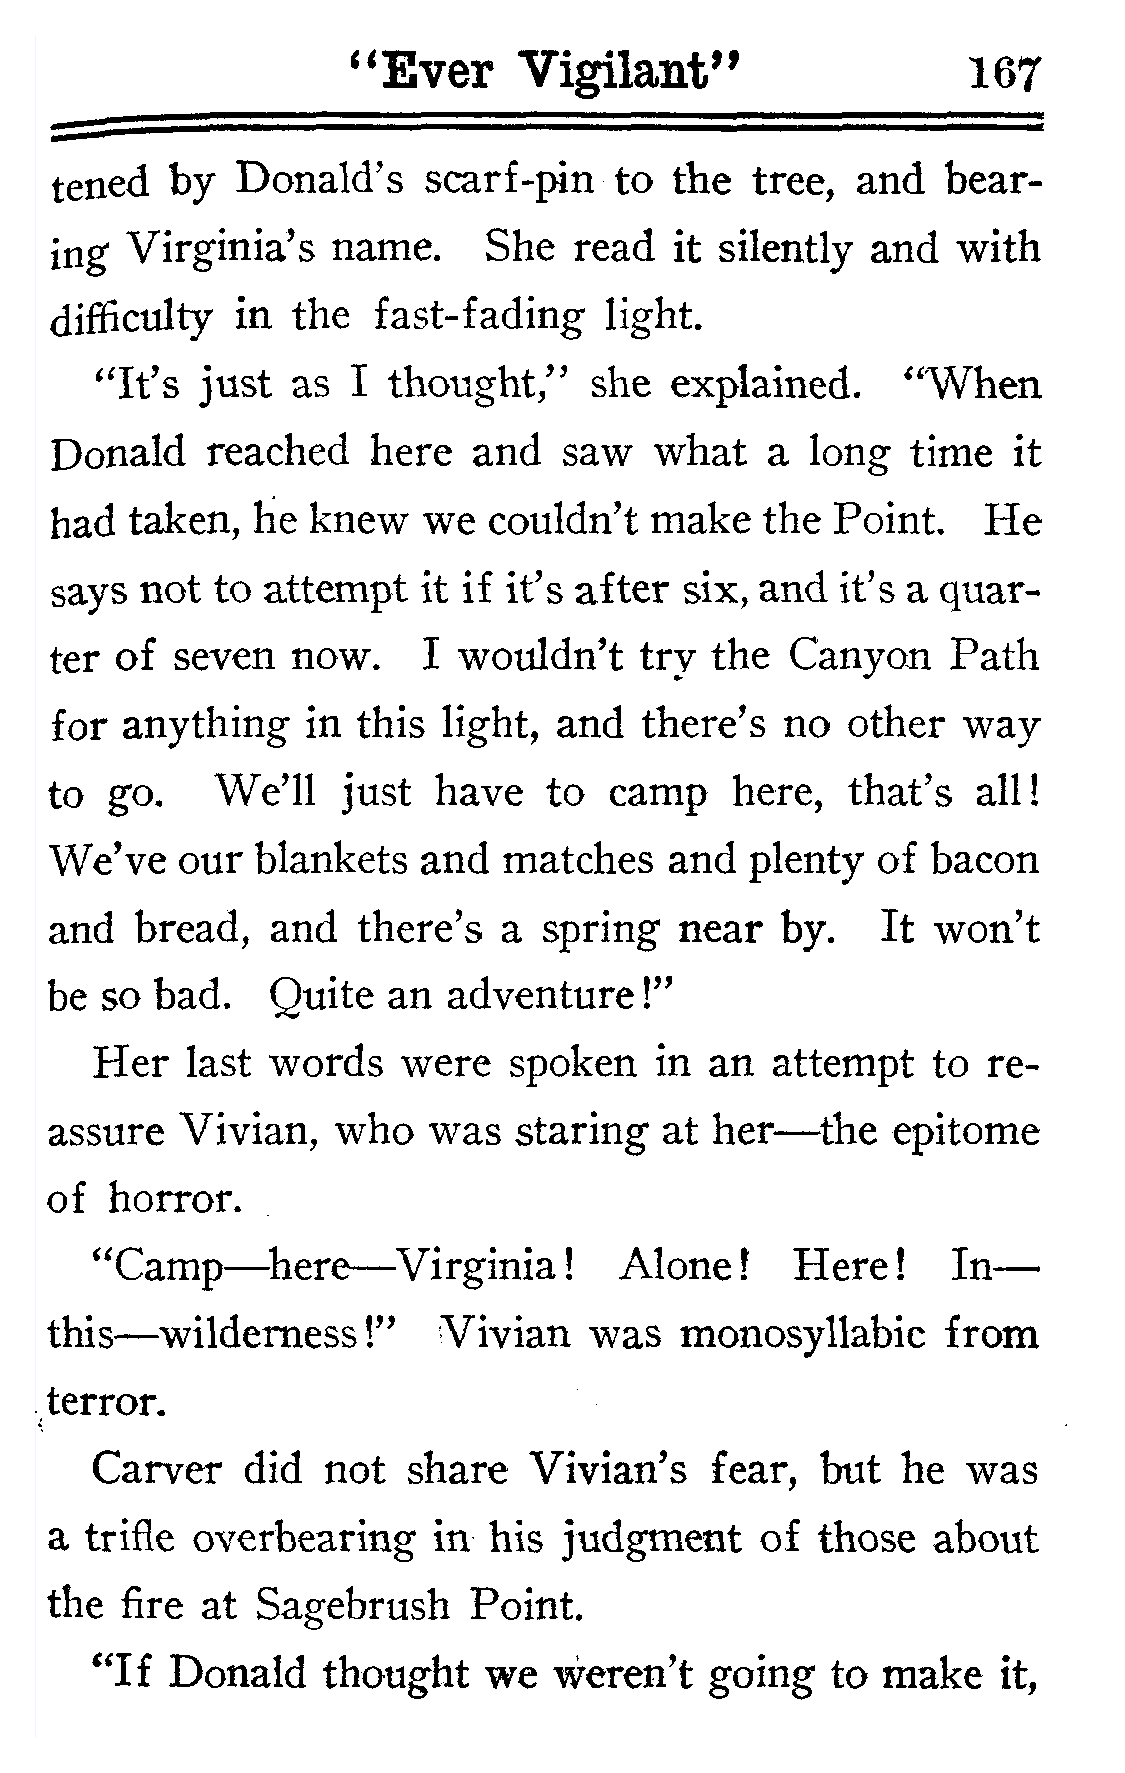 "Ever Vigilant" 167
tened by Donald's scarf-pin to the tree, and bear-
ing Virginia's name. She read it silently and with
difficulty in the fast-fading light.
"It's just as I thought," she explained. "When
Donald reached here and saw what a long time it
had taken, he knew we couldn't make the Point. He
says not to attempt it if it's after six, and it's a quar-
ter of seven now. I wouldn't try the Canyon Path
for anything in this light, and there's no other way
to go. We'll just have to camp here, that's all!
We've our blankets and matches and plenty of bacon
and bread, and there's a spring near by. It won't
be so bad. Quite an adventure!"
Her last words were spoken in an attempt to re-
assure Vivian, who was staring at her—the epitome
of horror.
"Camp—here—Virginia! Alone! Here! In—
this—wilderness!" Vivian was monosyllabic from
terror.
Carver did not share Vivian's fear, but he was
a trifle overbearing in his judgment of those about
the fire at Sagebrush Point.
"If Donald thought we weren't going to make it,